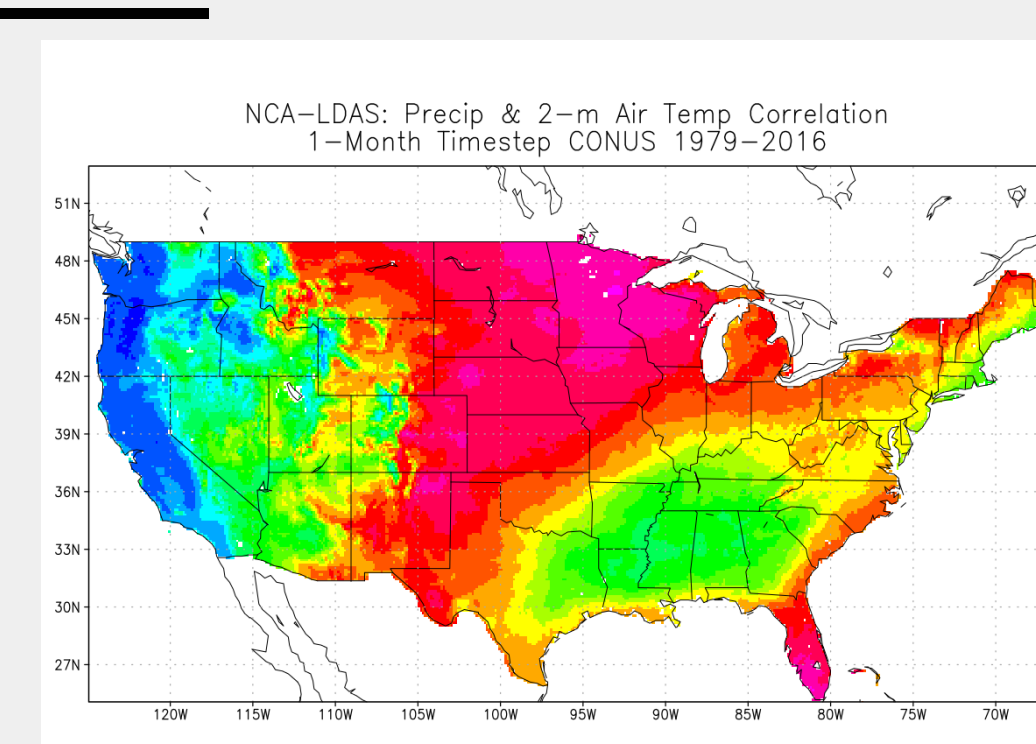 NCA-LDAS: Precip & 2-m Air Temp Correlation
1-Month Timestep CONUS 1979-2016
51N
48N
45N
42N
39N
36N
33N
30N
27N
120W 115W 110W 105W 100W 95W 90W 85W 80W 75W 70W